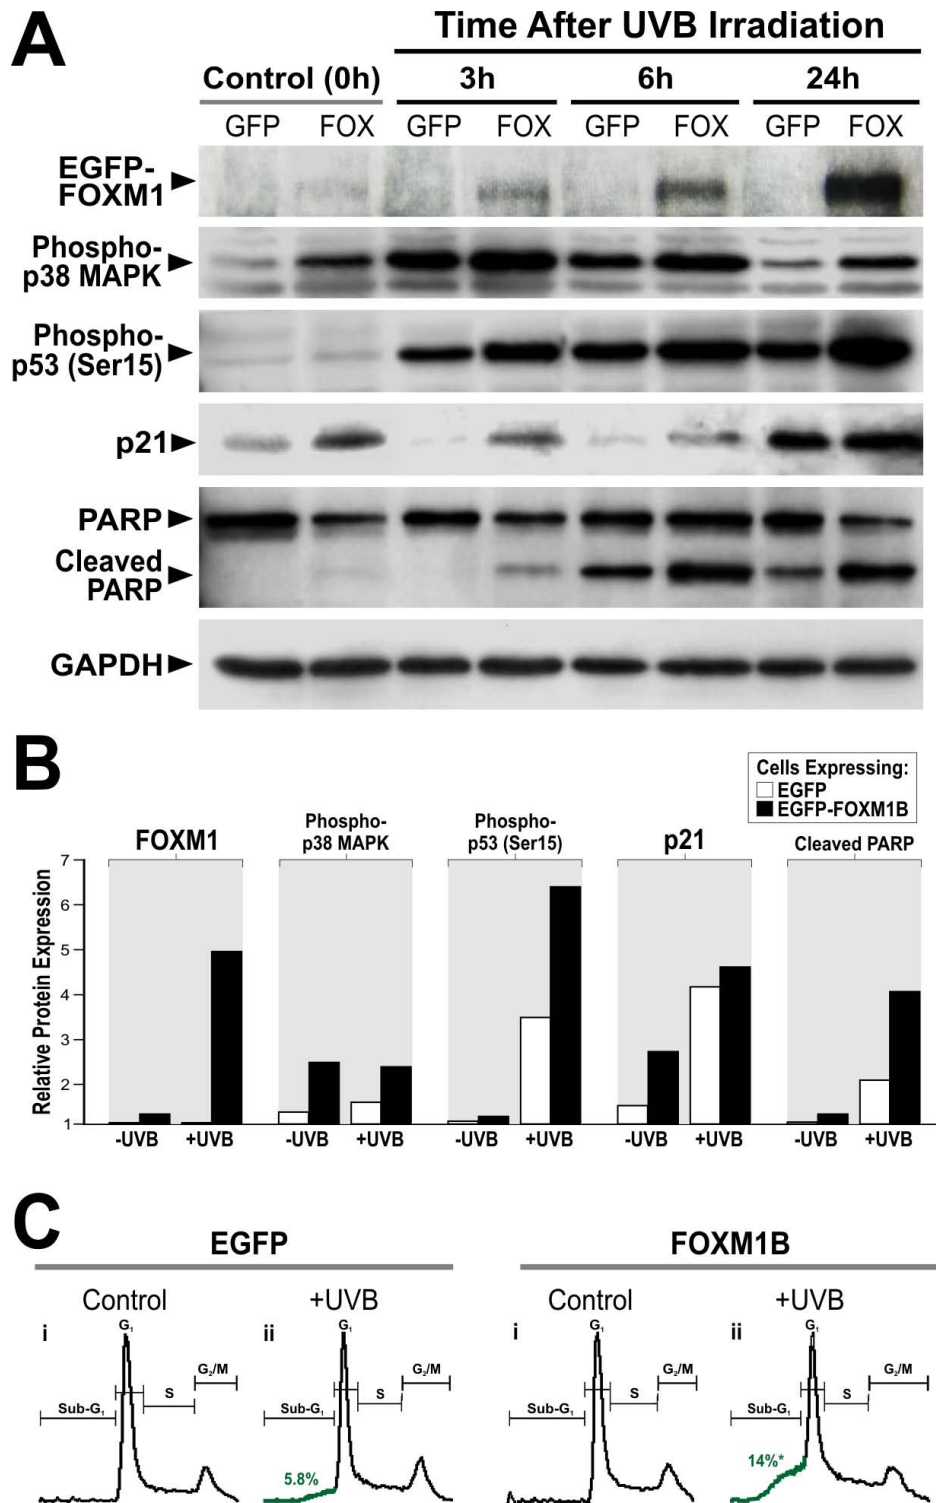 A
Time After UVB Irradiation
Control (0h) 3h 6h 24h
GFP FOX GFP FOX GFP FOX GFP FOX
EGFP-
FOXM1
Phospho-
p38 MAPK
Phospho-
p53 (Ser15)
p21
PARP
Cleaved
PARP
GAPDH
B
Cells Expressing:
EGFP
EGFP-FOXM1B
FOXM1
Phospho-
p38 MAPK
Phospho-
p53 (Ser15)
p21
Cleaved PARP
Relative Protein Expression
7
6
5
4
3
2
1
-UVB +UVB -UVB +UVB -UVB +UVB -UVB +UVB -UVB +UVB
C
EGFP FOXM1B
Control +UVB Control +UVB
i G₁ ii G₁ i G₁ ii G₁
G₂/M G₂/M G₂/M G₂/M
S S S S
Sub-G₁ Sub-G₁ Sub-G₁ Sub-G₁
5.8% 14%*